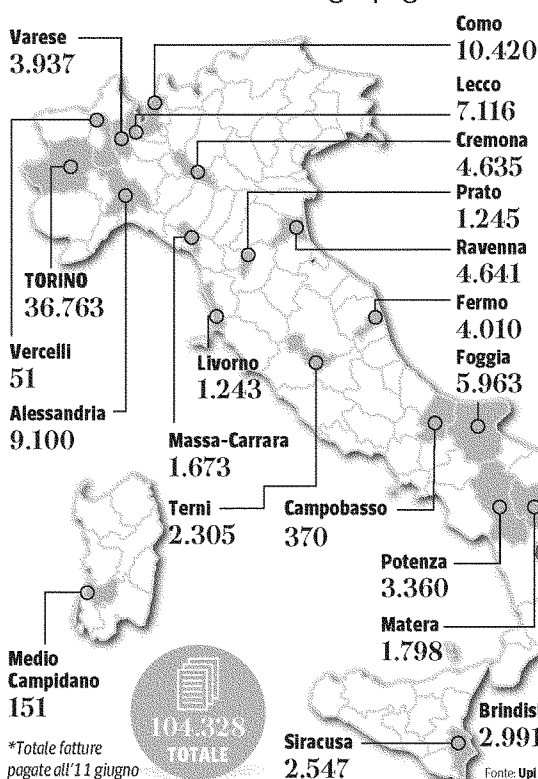 Varese
3.937
Como
10.420
Lecco
7.116
Cremona
4.635
Prato
1.245
Ravenna
4.641
Fermo
4.010
Foggia
5.963
TORINO
36.763
Vercelli
51
Alessandria
9.100
Livorno
1.243
Massa-Carrara
1.673
Terni
2.305
Campobasso
370
Potenza
3.360
Matera
1.798
Medio
Campidano
151
104.328
TOTALE
*Totale fatture
pagate all'11 giugno
Siracusa
2.547
Brindisi
2.991
Fonte: Upi